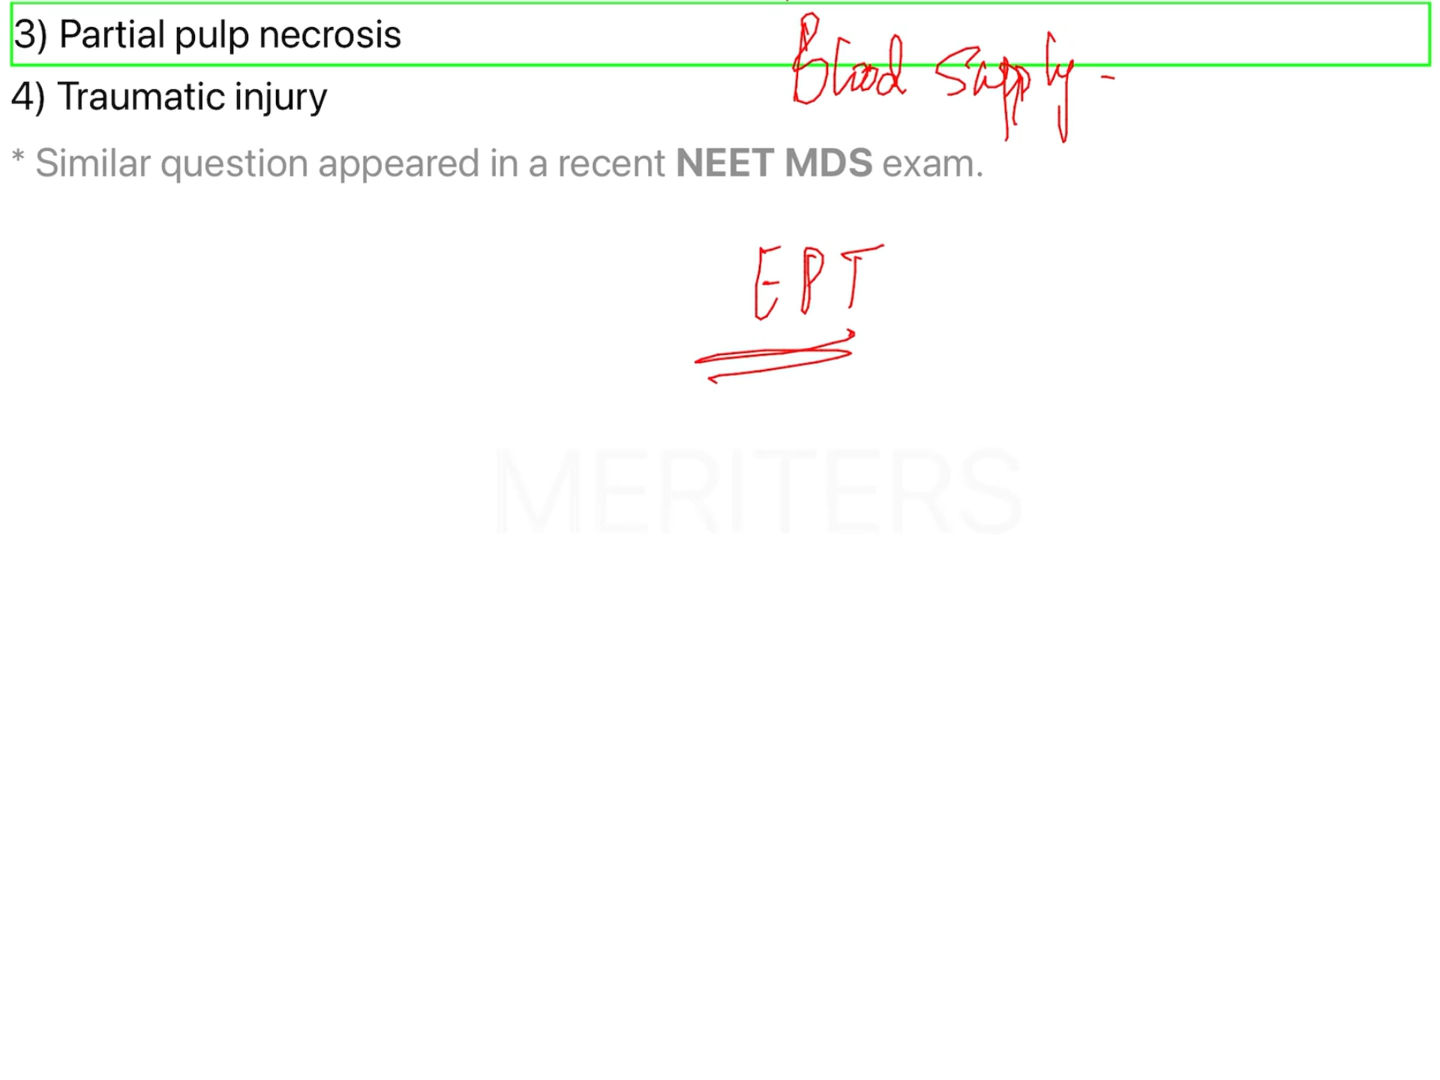 3) Partial pulp necrosis
Blood supply -
4) Traumatic injury
* Similar question appeared in a recent NEET MDS exam.
EPT
MERITERS